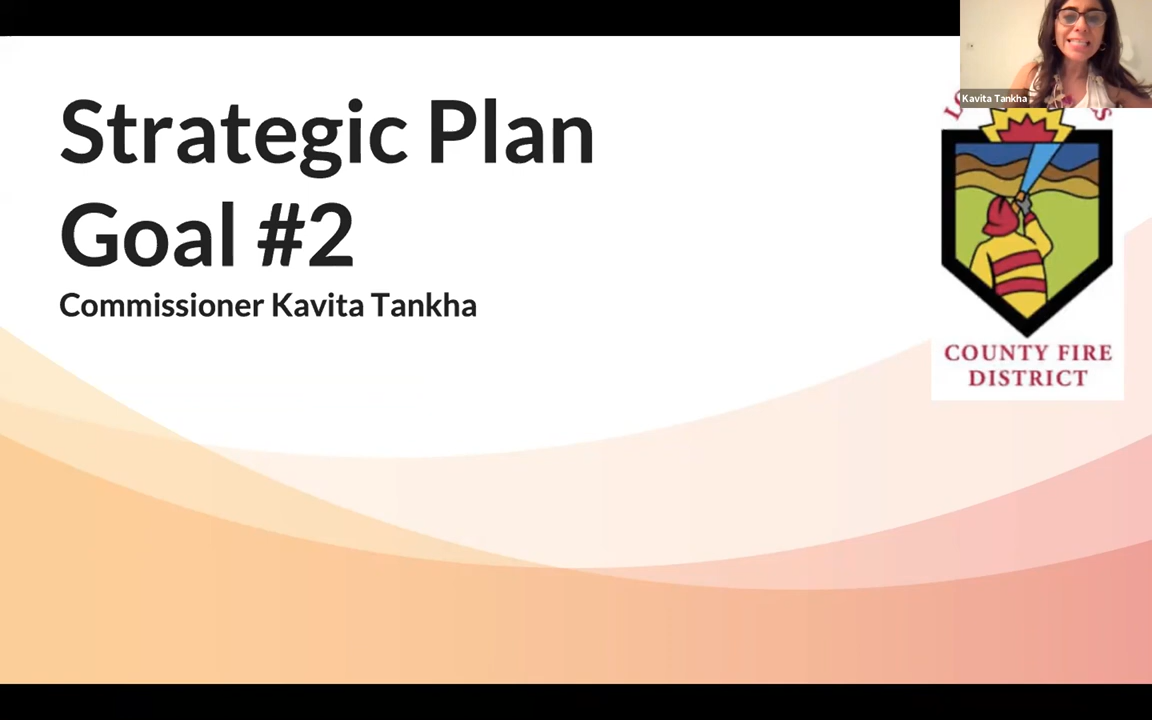 Kavita Tankha
Strategic Plan
Goal #2
Commissioner Kavita Tankha
COUNTY FIRE
DISTRICT